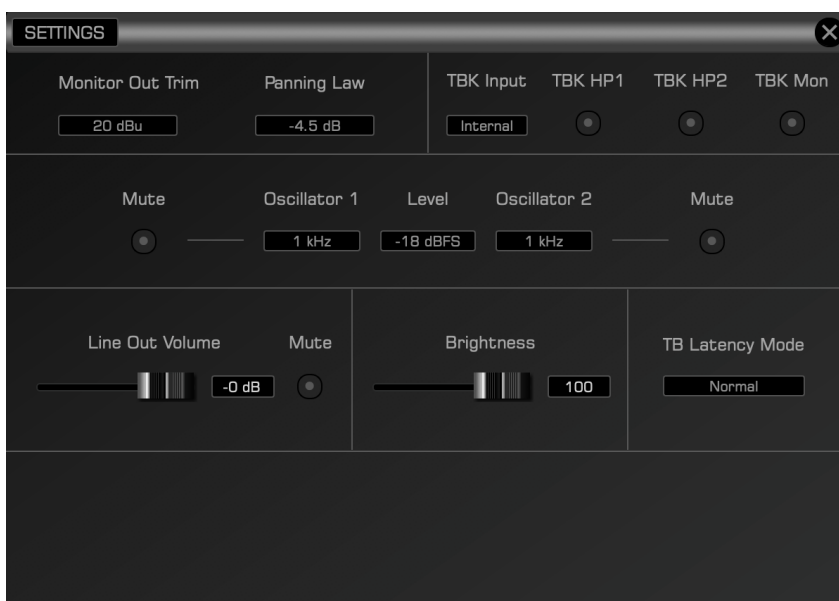 SETTINGS
Monitor Out Trim Panning Law TBK Input TBK HP1 TBK HP2 TBK Mon
20 dBu -4.5 dB Internal
Mute Oscillator 1 Level Oscillator 2 Mute
1 kHz -18 dBFS 1 kHz
Line Out Volume Mute Brightness TB Latency Mode
-0 dB 100 Normal